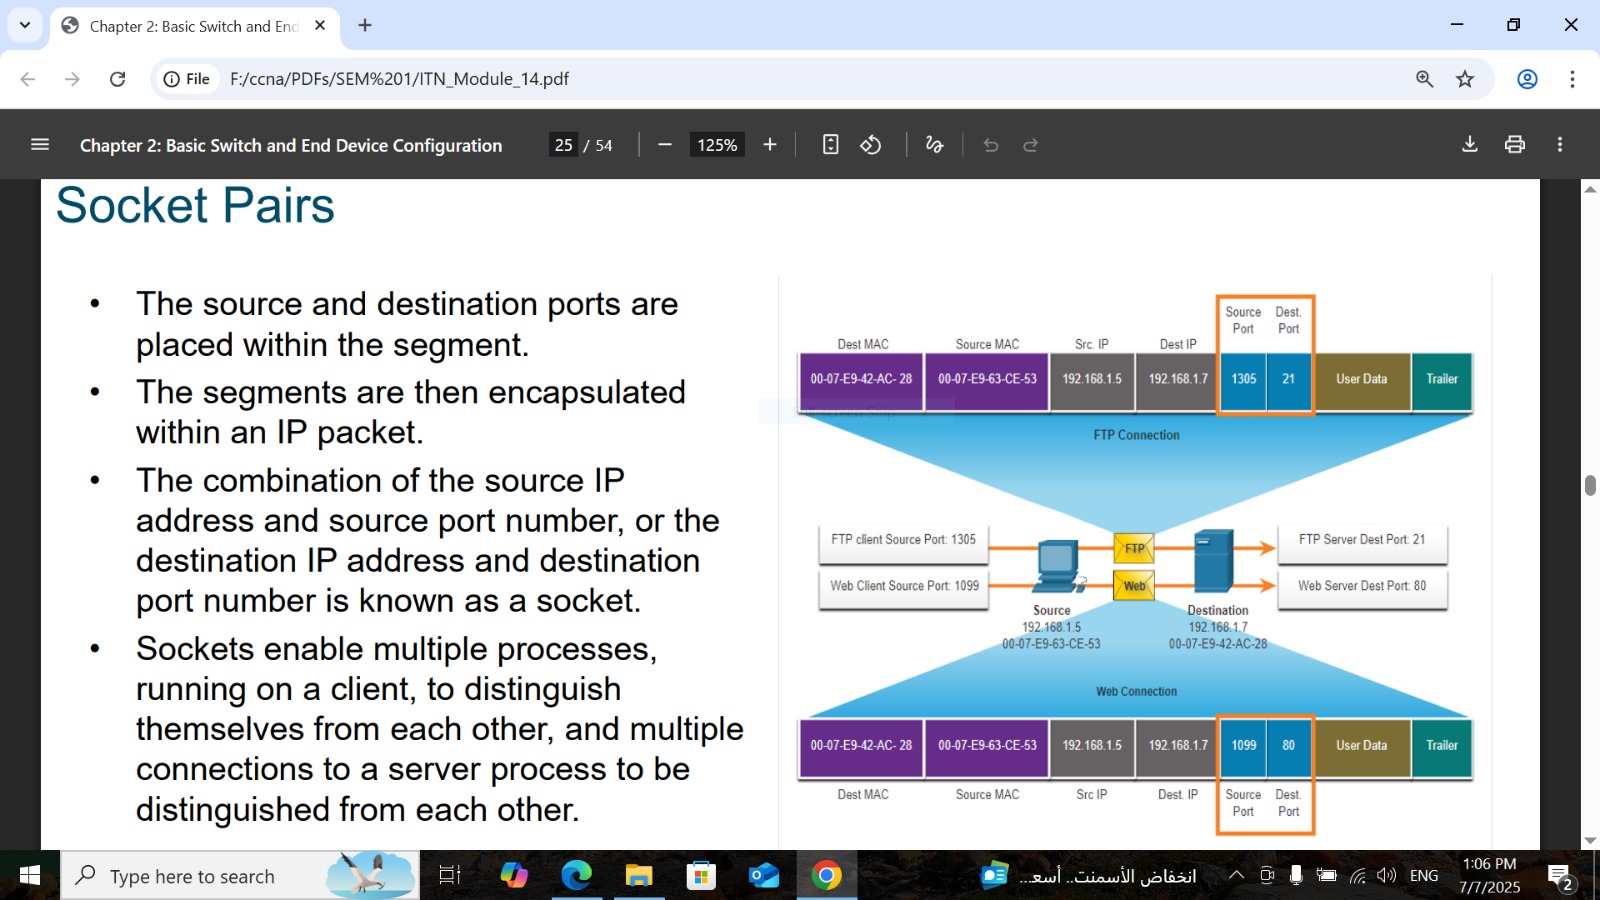 Chapter 2: Basic Switch and End
File
F:/ccna/PDFs/SEM%201/ITN_Module_14.pdf
Chapter 2: Basic Switch and End Device Configuration
25 / 54
125%
Socket Pairs
• The source and destination ports are
placed within the segment.
• The segments are then encapsulated
within an IP packet.
• The combination of the source IP
address and source port number, or the
destination IP address and destination
port number is known as a socket.
• Sockets enable multiple processes,
running on a client, to distinguish
themselves from each other, and multiple
connections to a server process to be
distinguished from each other.
Source Port Dest. Port
Dest MAC Source MAC Src. IP Dest IP
00-07-E9-42-AC- 28 00-07-E9-63-CE-53 192.168.1.5 192.168.1.7 1305 21 User Data Trailer
FTP Connection
FTP client Source Port: 1305
FTP
FTP Server Dest Port: 21
Web Client Source Port: 1099
Web
Web Server Dest Port: 80
Source
192.168.1.5
00-07-E9-63-CE-53
Destination
192.168.1.7
00-07-E9-42-AC-28
Web Connection
00-07-E9-42-AC- 28 00-07-E9-63-CE-53 192.168.1.5 192.168.1.7 1099 80 User Data Trailer
Dest MAC Source MAC Src IP Dest. IP Source Port Dest. Port
Type here to search
انخفاض الأسمنت.. أسعـ...
ENG
1:06 PM
7/7/2025
2